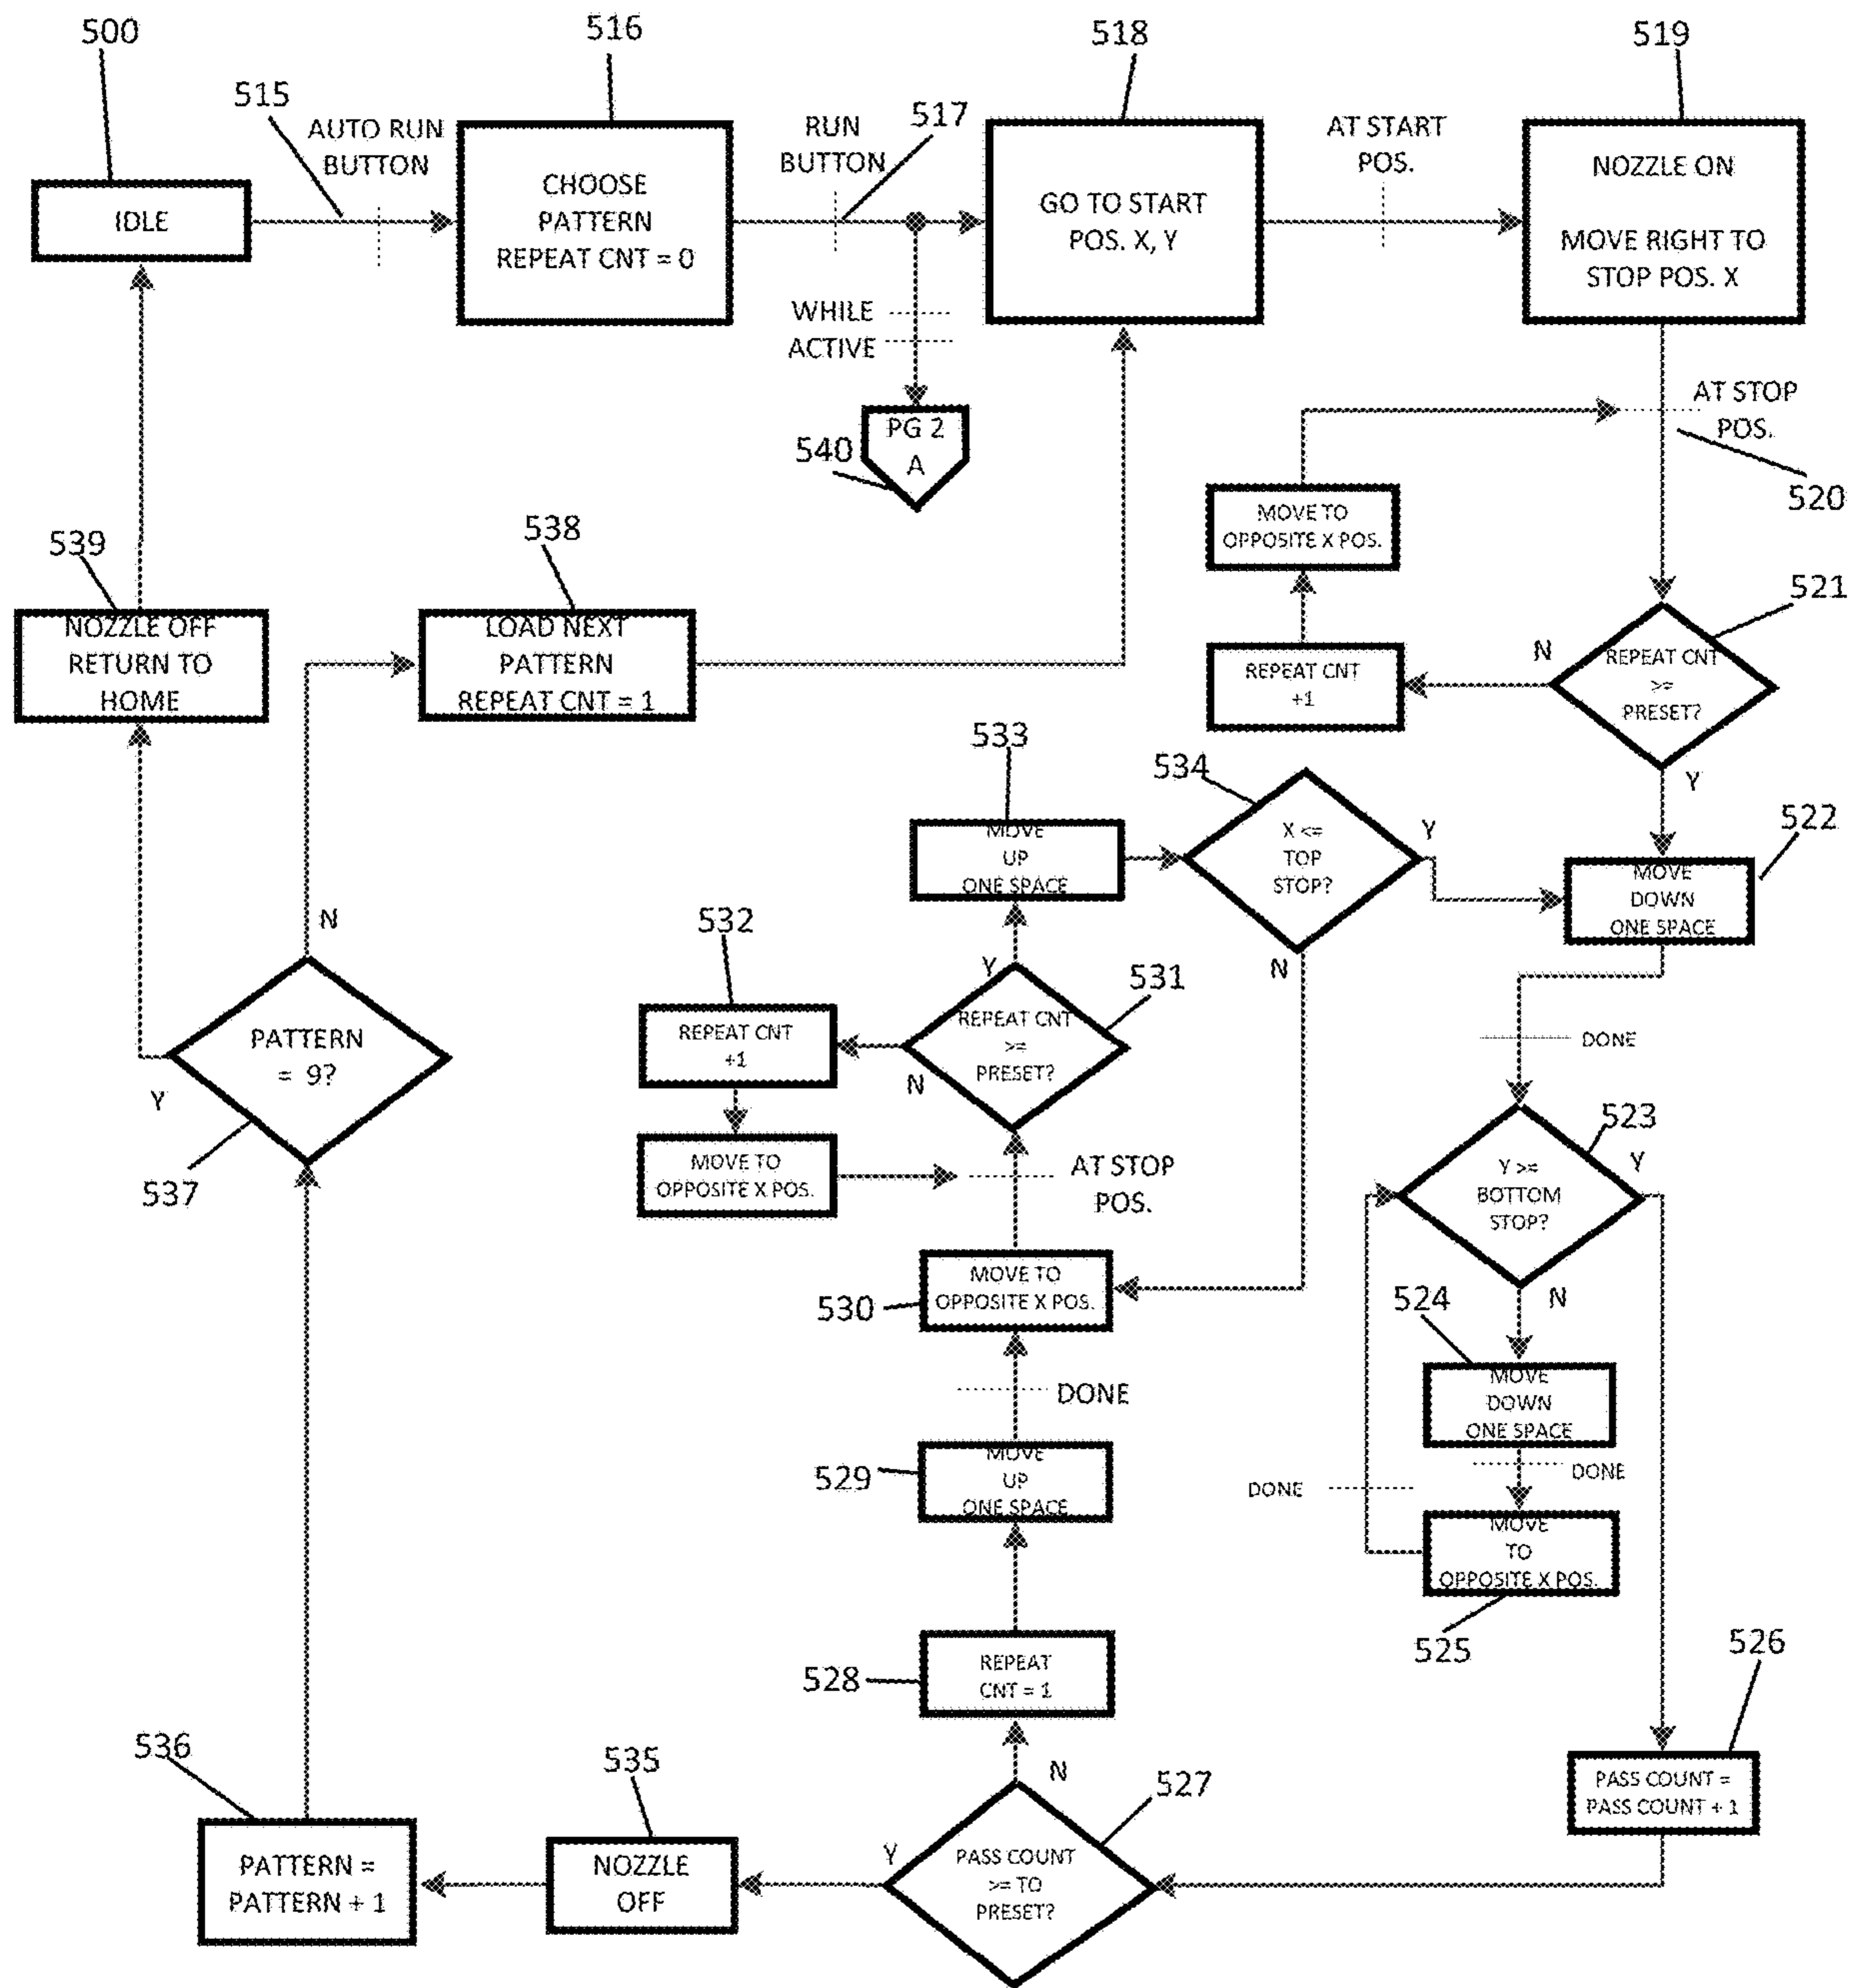 500
516
518
519
515
AUTO RUN
BUTTON
RUN
BUTTON
517
AT START
POS.
IDLE
CHOOSE
PATTERN
REPEAT CNT = 0
GO TO START
POS. X, Y
NOZZLE ON
MOVE RIGHT TO
STOP POS. X
WHILE
ACTIVE
PG 2
A
540
AT STOP
POS.
520
MOVE TO
OPPOSITE X POS.
539
538
521
NOZZLE OFF
RETURN TO
HOME
LOAD NEXT
PATTERN
REPEAT CNT = 1
REPEAT CNT
+1
N
REPEAT CNT
>=
PRESET?
Y
533
534
522
MOVE
UP
ONE SPACE
X <=
TOP
STOP?
Y
N
MOVE
DOWN
ONE SPACE
532
531
N
Y
REPEAT CNT
+1
REPEAT CNT
>=
PRESET?
N
DONE
PATTERN
= 9?
Y
537
MOVE TO
OPPOSITE X POS.
AT STOP
POS.
523
Y >=
BOTTOM
STOP?
Y
N
530
MOVE TO
OPPOSITE X POS.
524
MOVE
DOWN
ONE SPACE
DONE
529
MOVE
UP
ONE SPACE
DONE
DONE
MOVE
TO
OPPOSITE X POS.
525
526
528
REPEAT
CNT = 1
536
535
N
527
PASS COUNT =
PASS COUNT + 1
PATTERN =
PATTERN + 1
NOZZLE
OFF
Y
PASS COUNT
>= TO
PRESET?